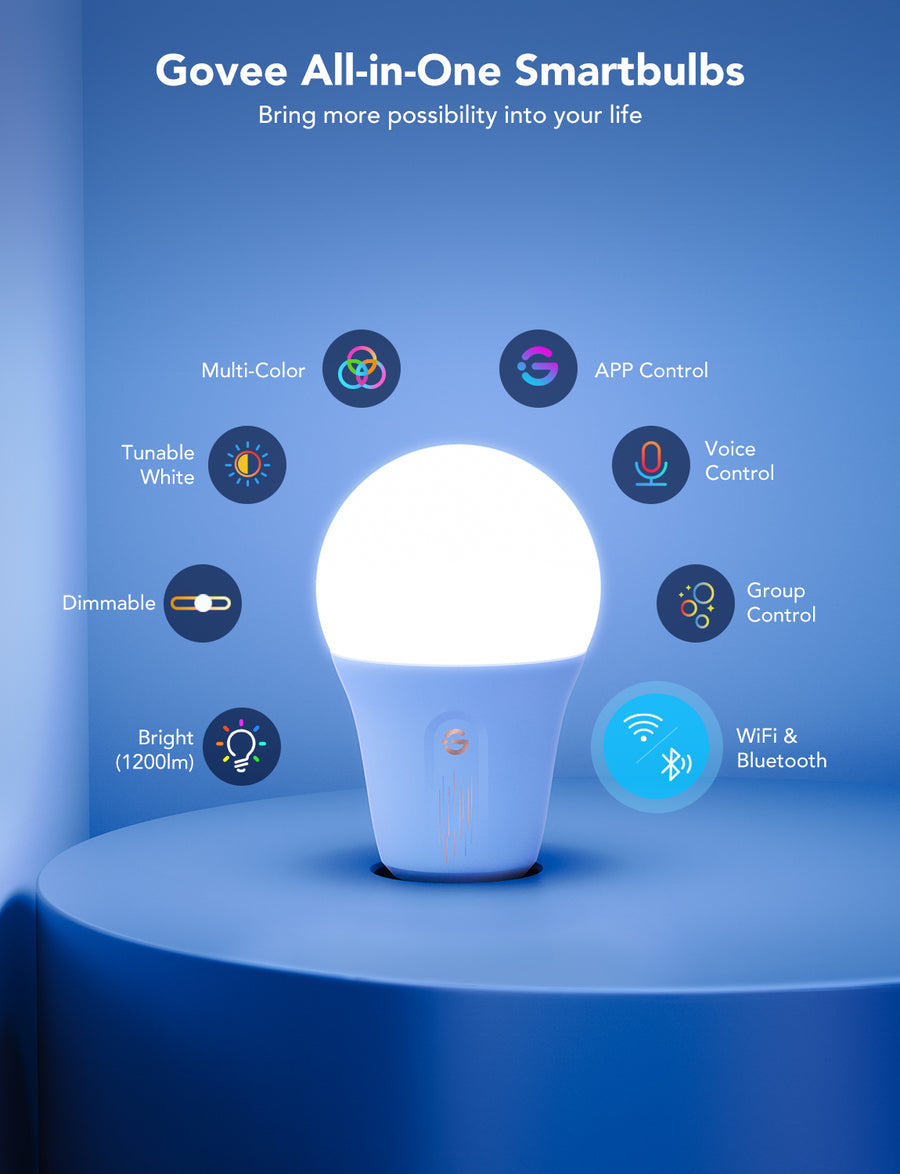 Govee All-in-One Smartbulbs
Bring more possibility into your life
Multi-Color
APP Control
Tunable
White
Voice
Control
Dimmable
Group
Control
Bright
(1200lm)
WiFi &
Bluetooth